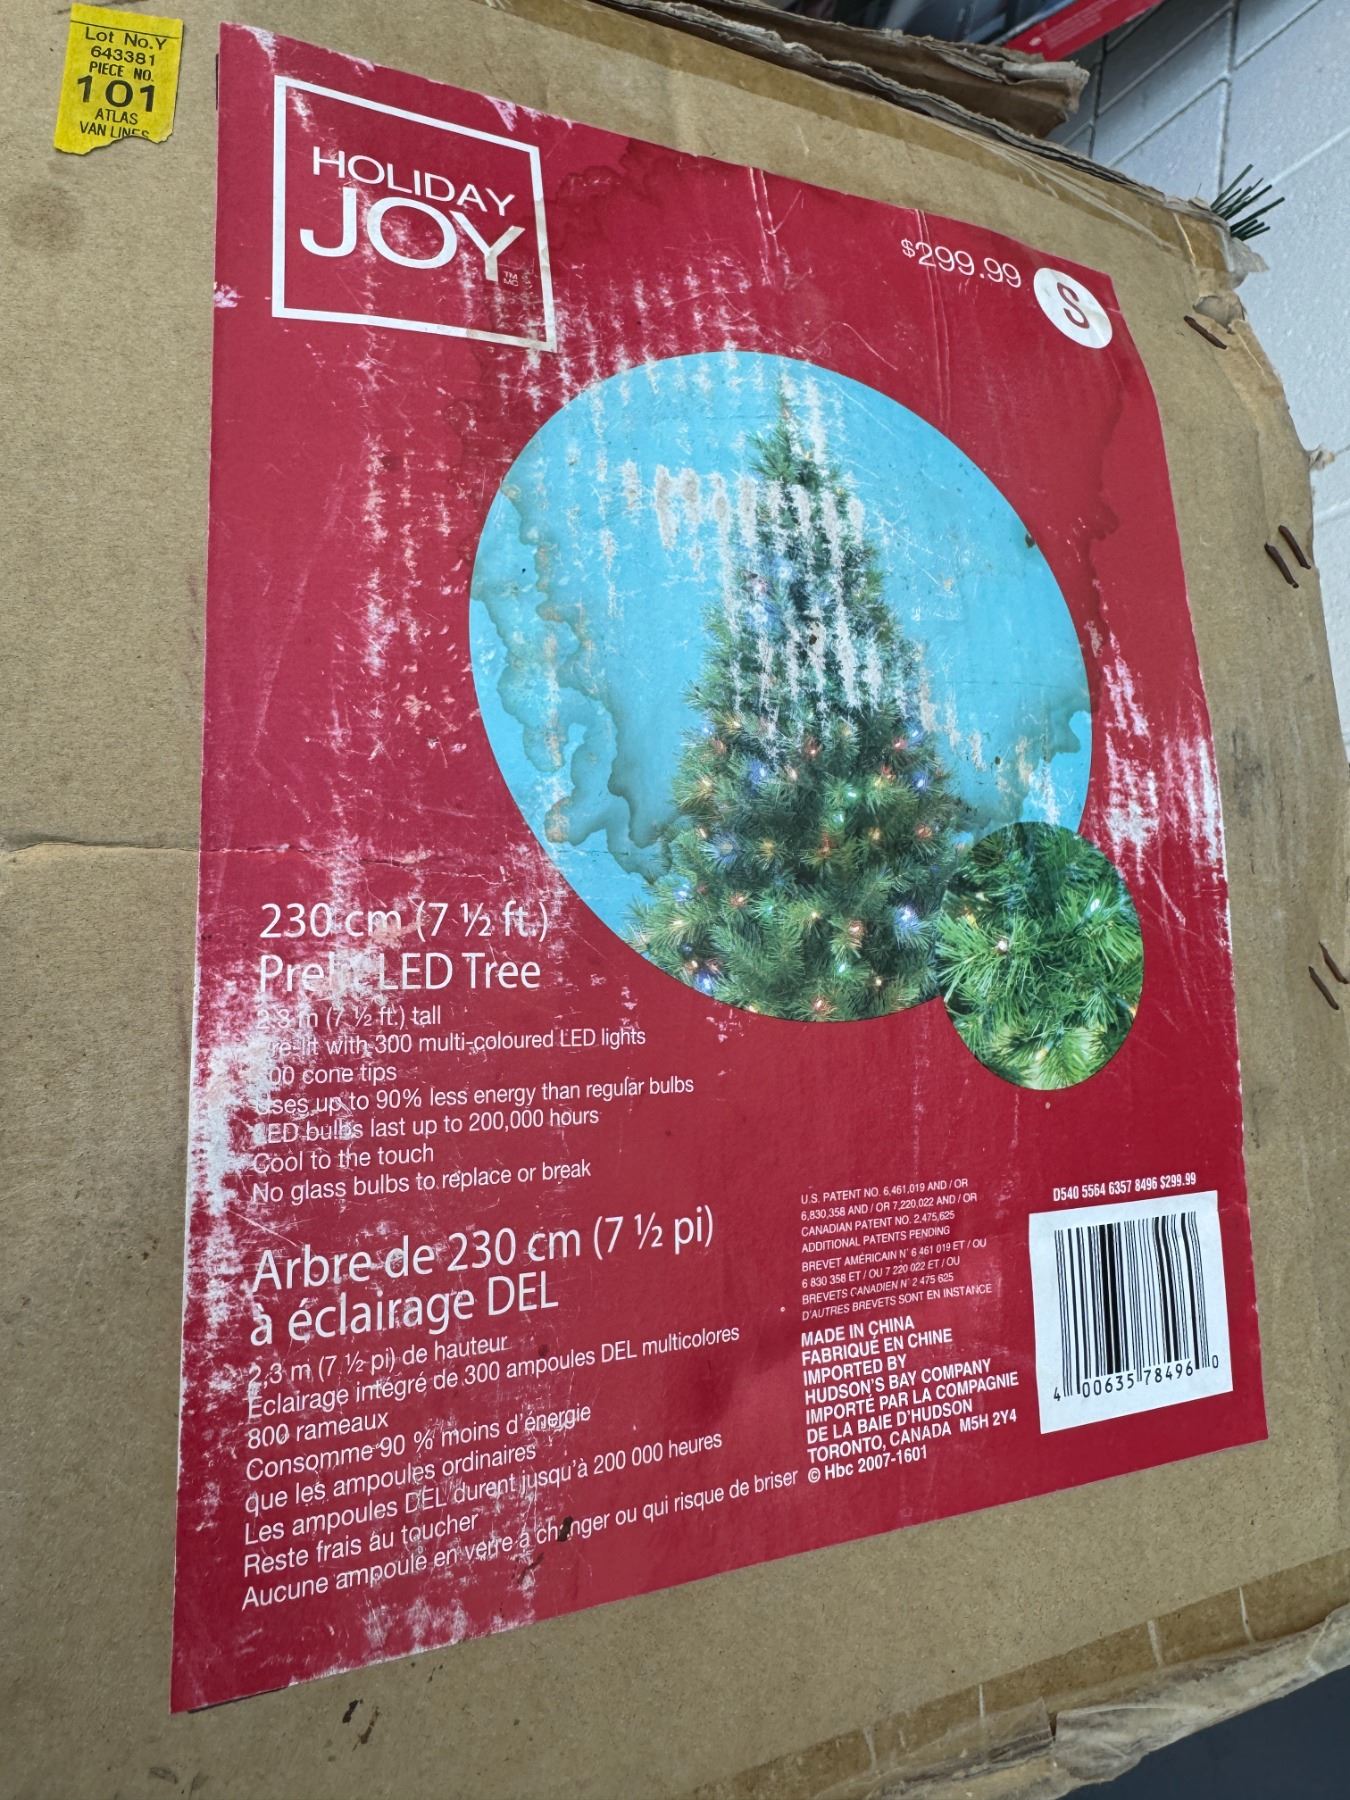 Lot No.Y
643381
PIECE NO.
101
ATLAS
VAN LINES
HOLIDAY
JOY
TM
MC
$299.99
S
230 cm (7 ½ ft.)
Prelit LED Tree
2.3 m (7 ½ ft.) tall
Pre-lit with 300 multi-coloured LED lights
800 cone tips
Uses up to 90% less energy than regular bulbs
LED bulbs last up to 200,000 hours
Cool to the touch
No glass bulbs to replace or break
Arbre de 230 cm (7 ½ pi)
à éclairage DEL
2,3 m (7 ½ pi) de hauteur
Éclairage intégré de 300 ampoules DEL multicolores
800 rameaux
Consomme 90 % moins d'énergie
que les ampoules ordinaires
Les ampoules DEL durent jusqu'à 200 000 heures
Reste frais au toucher
Aucune ampoule en verre à changer ou qui risque de briser
U.S. PATENT NO. 6,461,019 AND / OR
6,830,358 AND / OR 7,220,022 AND / OR
CANADIAN PATENT NO. 2,475,625
ADDITIONAL PATENTS PENDING
BREVET AMÉRICAIN N° 6 461 019 ET / OU
6 830 358 ET / OU 7 220 022 ET / OU
BREVETS CANADIEN N° 2 475 625
D'AUTRES BREVETS SONT EN INSTANCE
MADE IN CHINA
FABRIQUÉ EN CHINE
IMPORTED BY
HUDSON'S BAY COMPANY
IMPORTÉ PAR LA COMPAGNIE
DE LA BAIE D'HUDSON
TORONTO, CANADA M5H 2Y4
© Hbc 2007-1601
D540 5564 6357 8496 $299.99
4 00635 78496 0